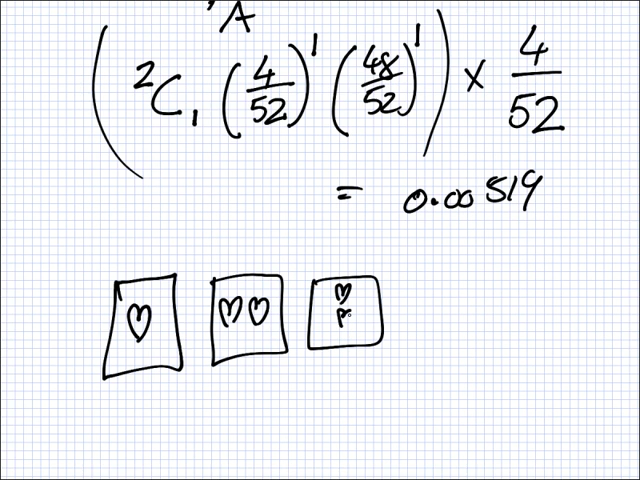 A
( ²C₁ (4/52)¹ (48/52)¹ ) × 4/52
= 0.00519
♡ ♡♡ ♡